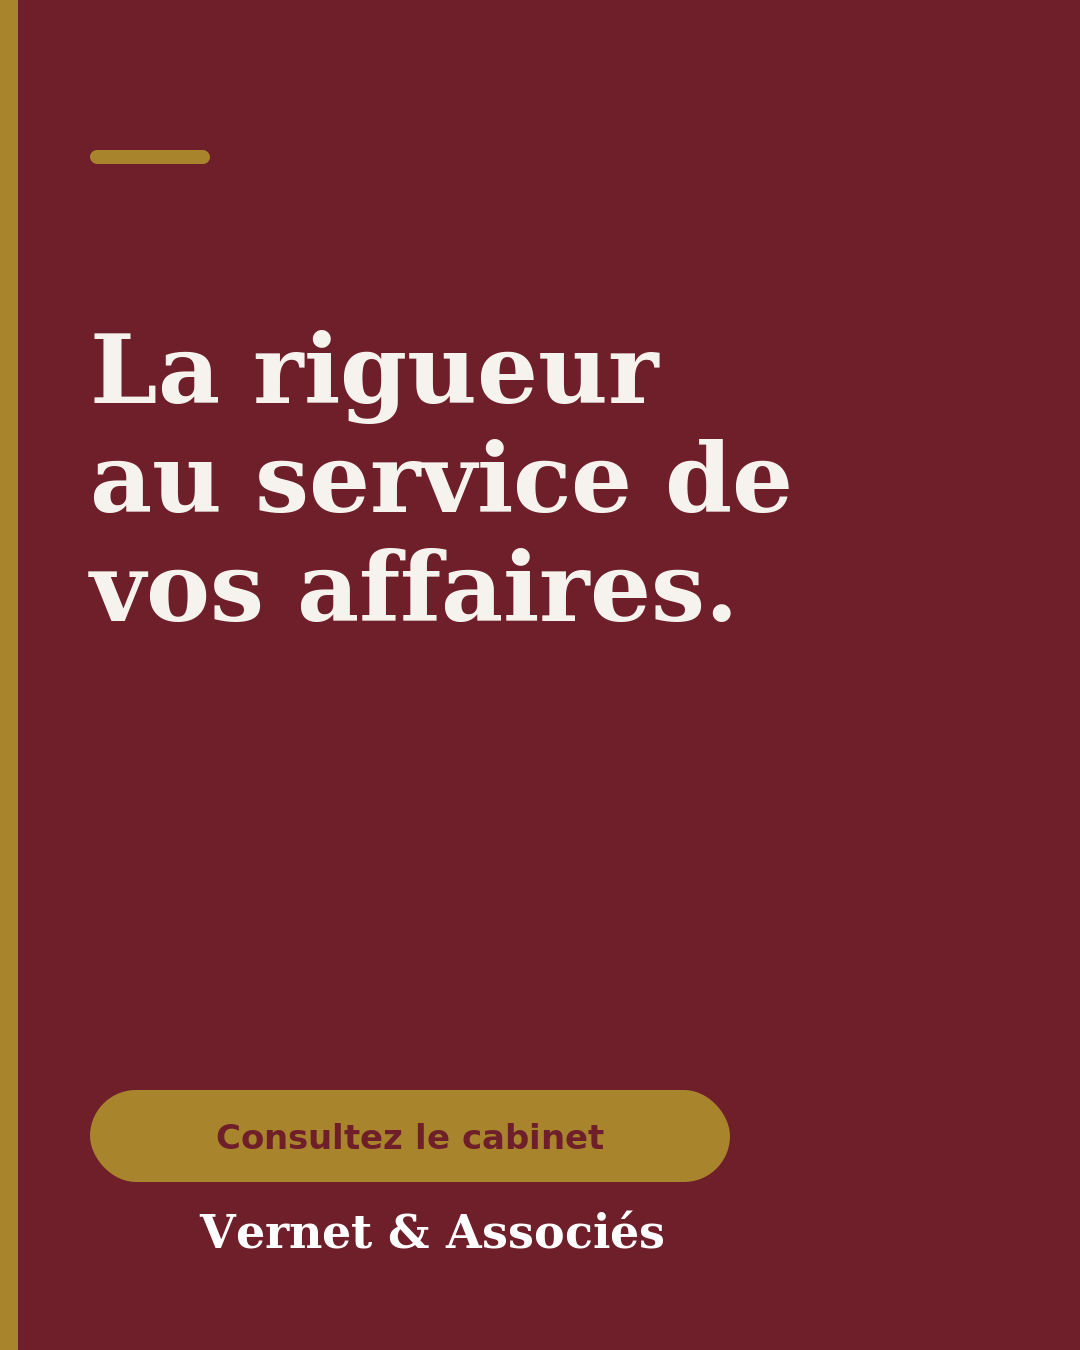 La rigueur
au service de
vos affaires.
Consultez le cabinet
Vernet & Associés